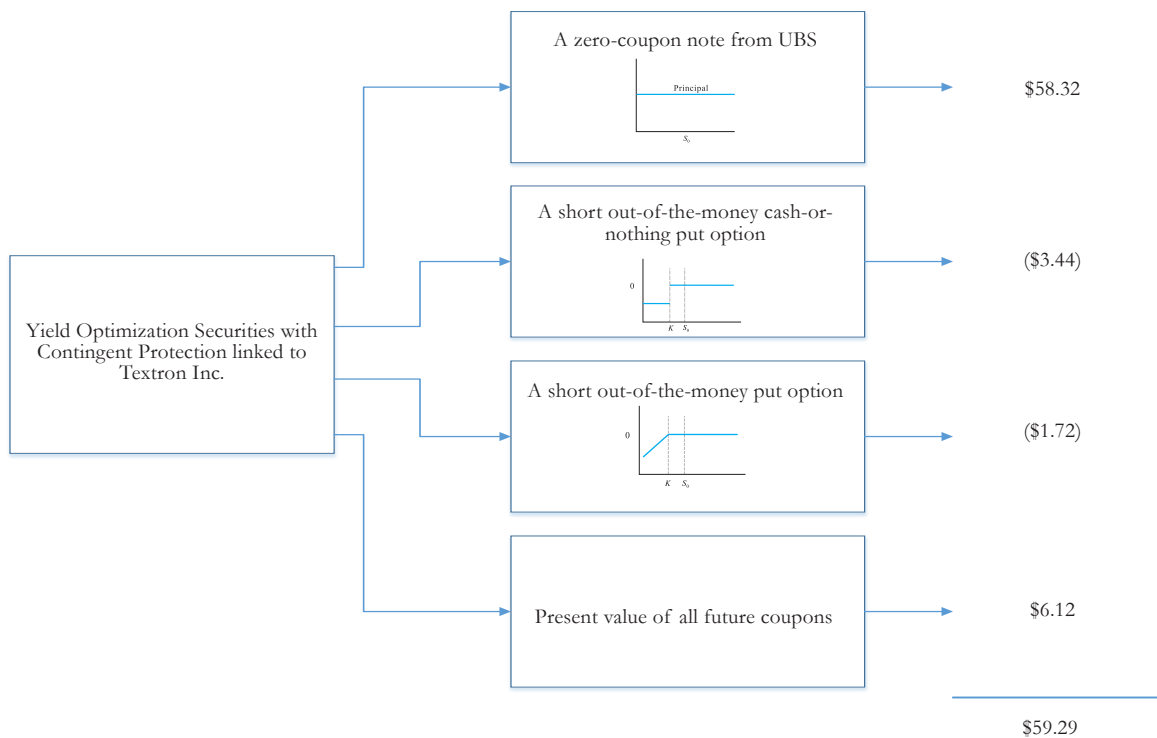 A zero-coupon note from UBS
Principal
S₀
$58.32
A short out-of-the-money cash-or-
nothing put option
0
K S₀
($3.44)
Yield Optimization Securities with
Contingent Protection linked to
Textron Inc.
A short out-of-the-money put option
0
K S₀
($1.72)
Present value of all future coupons
$6.12
$59.29